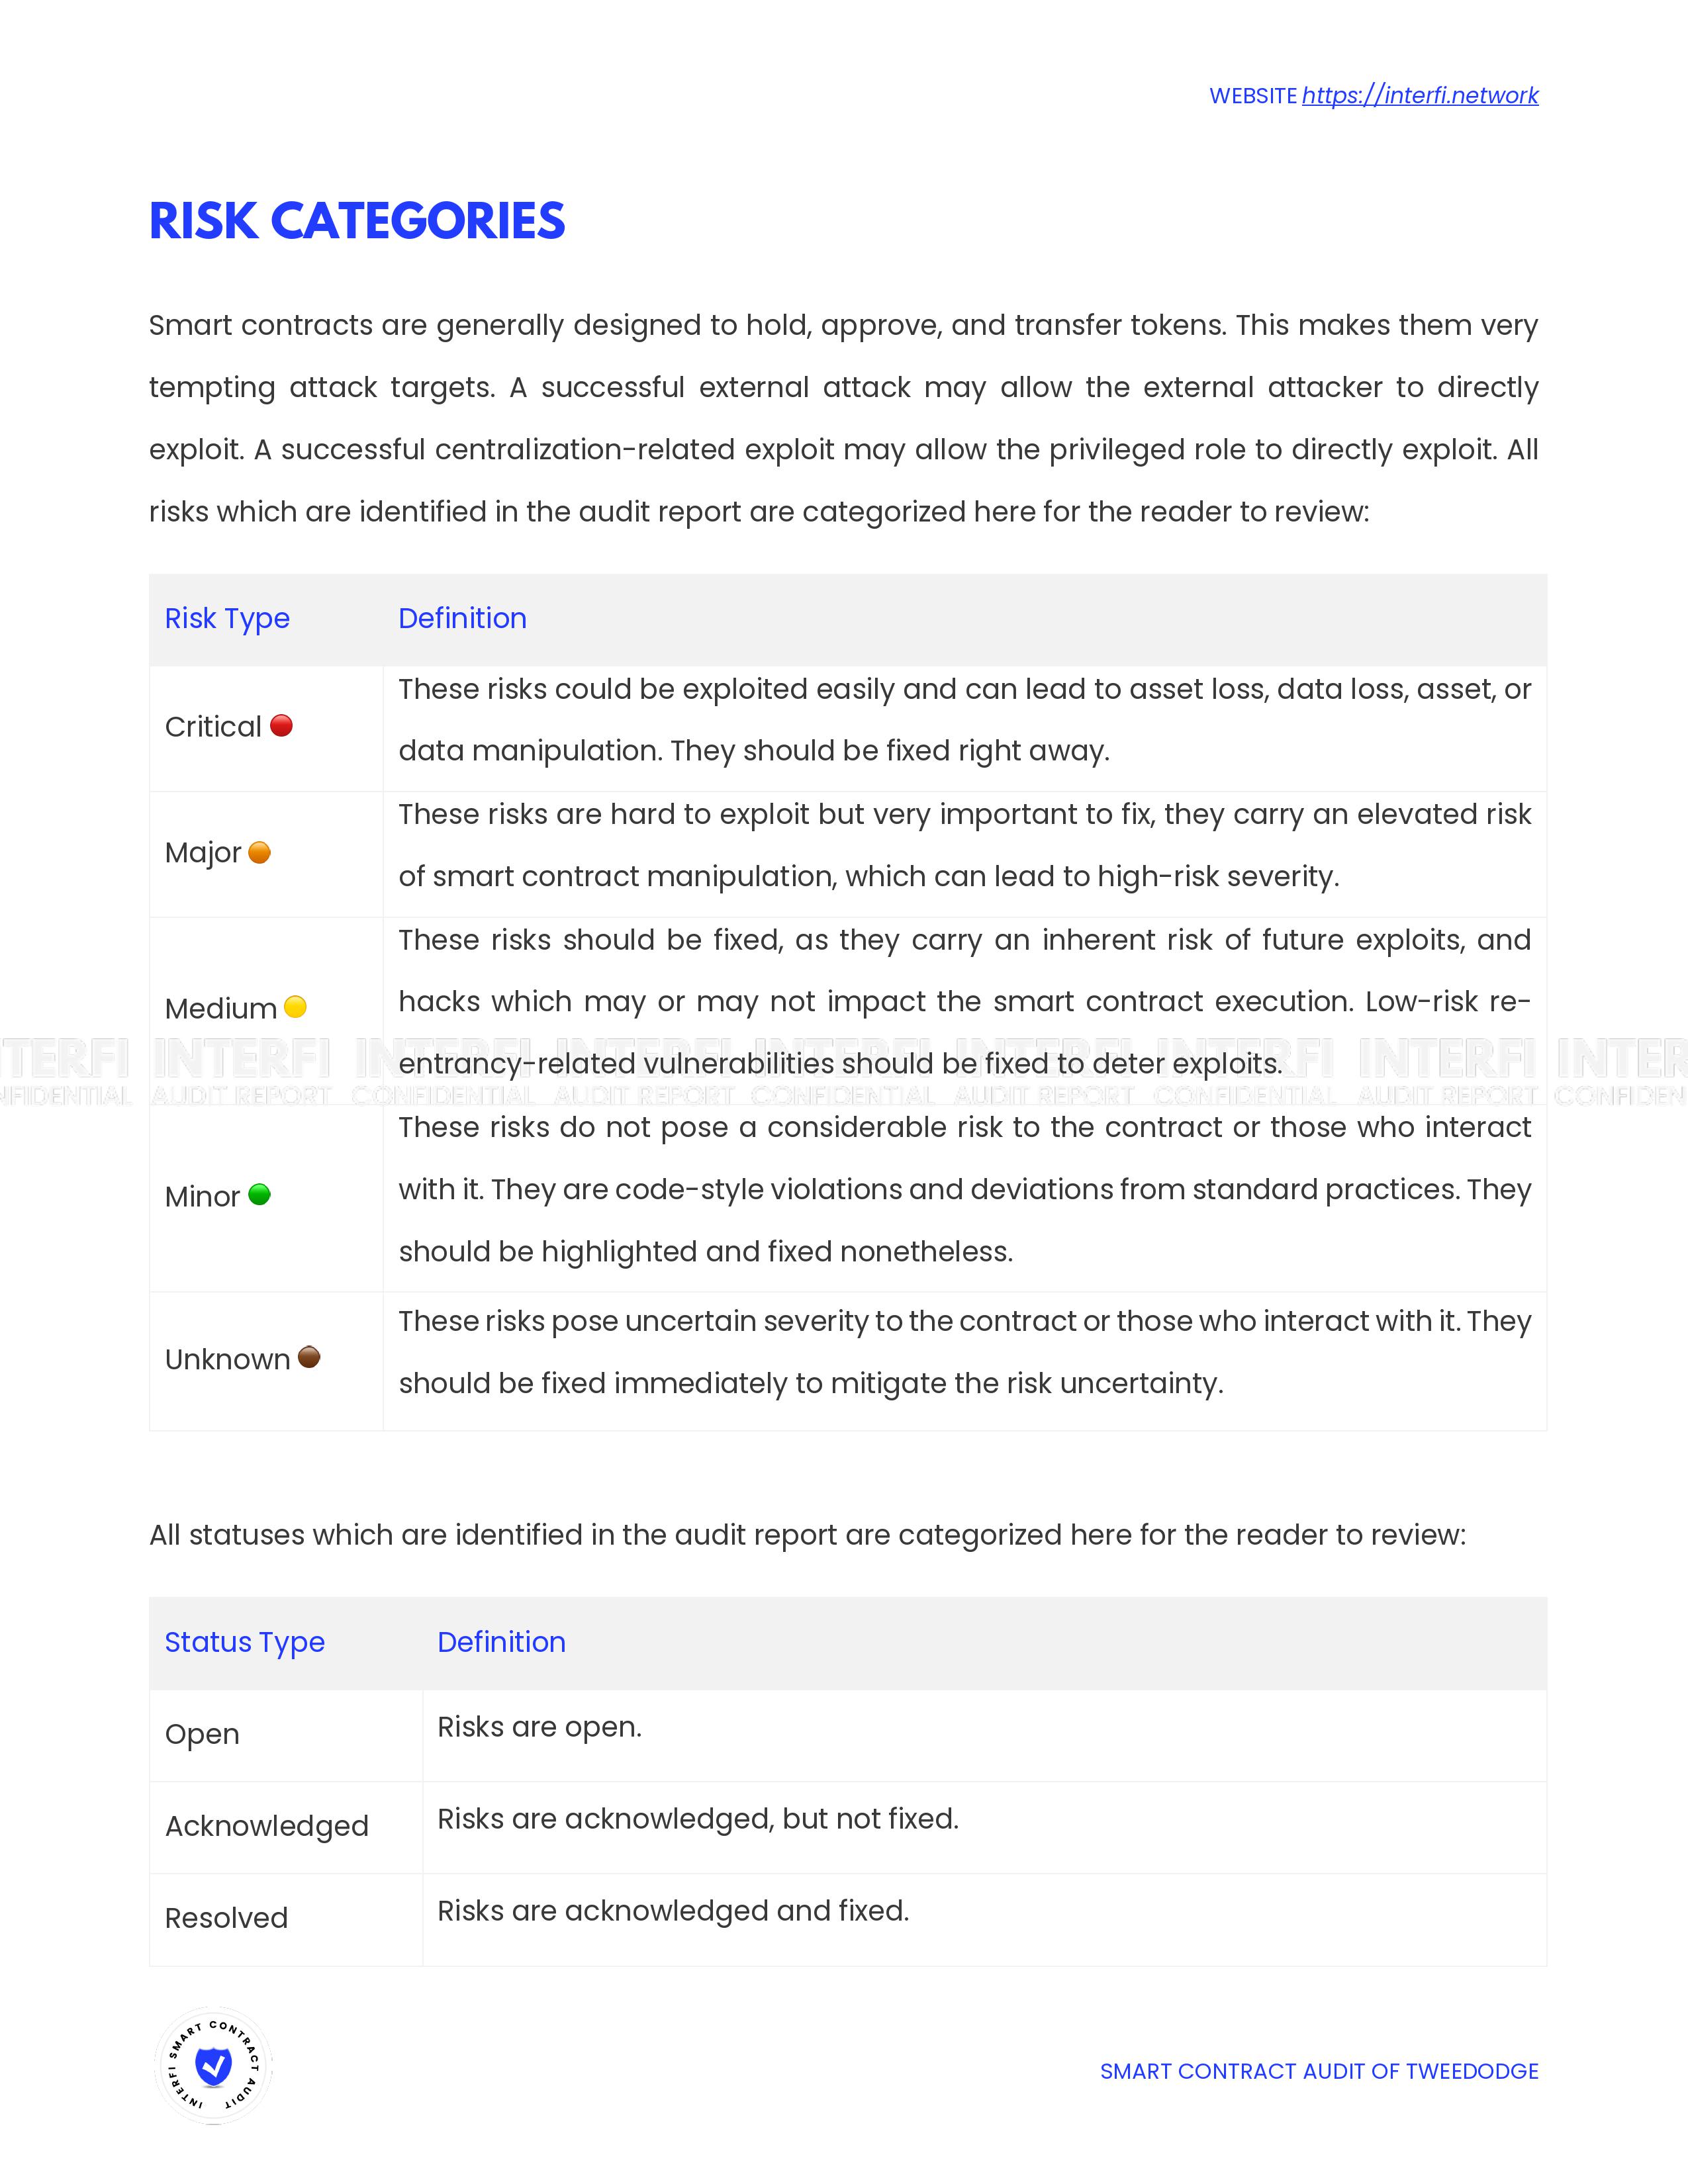 WEBSITE https://interfi.network
RISK CATEGORIES
Smart contracts are generally designed to hold, approve, and transfer tokens. This makes them very
tempting attack targets. A successful external attack may allow the external attacker to directly
exploit. A successful centralization-related exploit may allow the privileged role to directly exploit. All
risks which are identified in the audit report are categorized here for the reader to review:
Risk Type Definition
Critical These risks could be exploited easily and can lead to asset loss, data loss, asset, or
data manipulation. They should be fixed right away.
Major These risks are hard to exploit but very important to fix, they carry an elevated risk
of smart contract manipulation, which can lead to high-risk severity.
Medium These risks should be fixed, as they carry an inherent risk of future exploits, and
hacks which may or may not impact the smart contract execution. Low-risk re-
entrancy-related vulnerabilities should be fixed to deter exploits.
TERFI INTERFI INTERFI INTERFI INTERFI INTERFI INTERFI INTERFI INTER
NFIDENTIAL AUDIT REPORT CONFIDENTIAL AUDIT REPORT CONFIDENTIAL AUDIT REPORT CONFIDENTIAL AUDIT REPORT CONFIDEN
Minor These risks do not pose a considerable risk to the contract or those who interact
with it. They are code-style violations and deviations from standard practices. They
should be highlighted and fixed nonetheless.
Unknown These risks pose uncertain severity to the contract or those who interact with it. They
should be fixed immediately to mitigate the risk uncertainty.
All statuses which are identified in the audit report are categorized here for the reader to review:
Status Type Definition
Open Risks are open.
Acknowledged Risks are acknowledged, but not fixed.
Resolved Risks are acknowledged and fixed.
INTERFI SMART CONTRACT AUDIT
SMART CONTRACT AUDIT OF TWEEDODGE